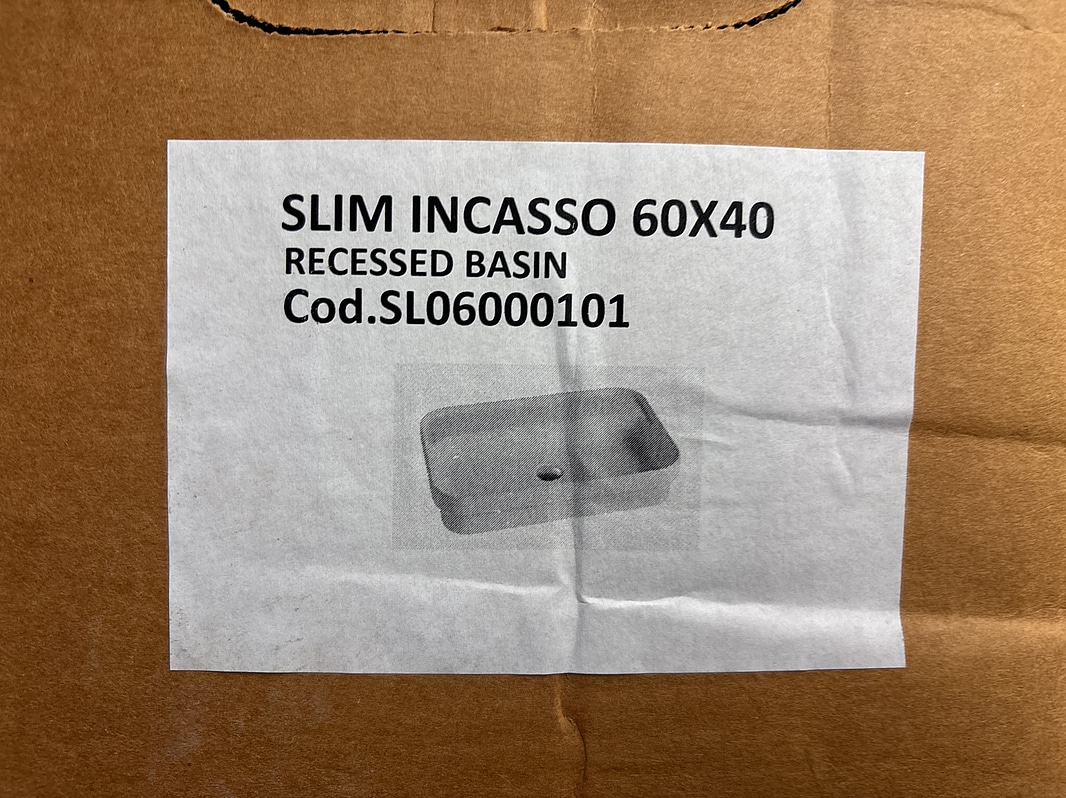 SLIM INCASSO 60X40
RECESSED BASIN
Cod.SL06000101